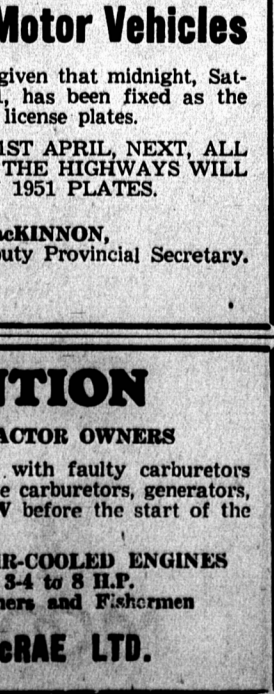 Motor Vehicles
given that midnight, Sat-
, has been fixed as the
license plates.
1ST APRIL, NEXT, ALL
THE HIGHWAYS WILL
1951 PLATES.
acKINNON,
uty Provincial Secretary.
TION
ACTOR OWNERS
with faulty carburetors
e carburetors, generators,
before the start of the
IR-COOLED ENGINES
3-4 to 8 H.P.
ners and Fishermen
cRAE LTD.